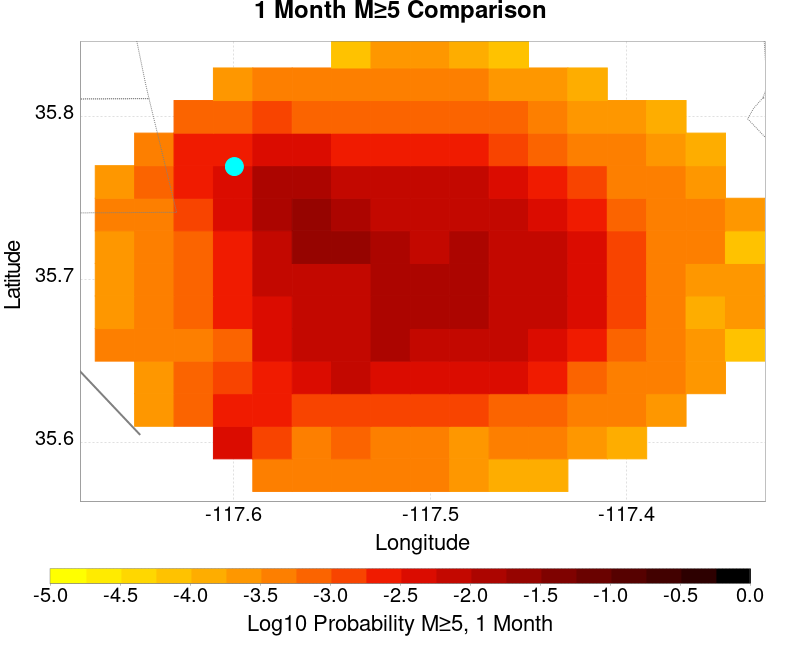 1 Month M≥5 Comparison
35.8
35.7
35.6
Latitude
-117.6 -117.5 -117.4
Longitude
-5.0 -4.5 -4.0 -3.5 -3.0 -2.5 -2.0 -1.5 -1.0 -0.5 0.0
Log10 Probability M≥5, 1 Month